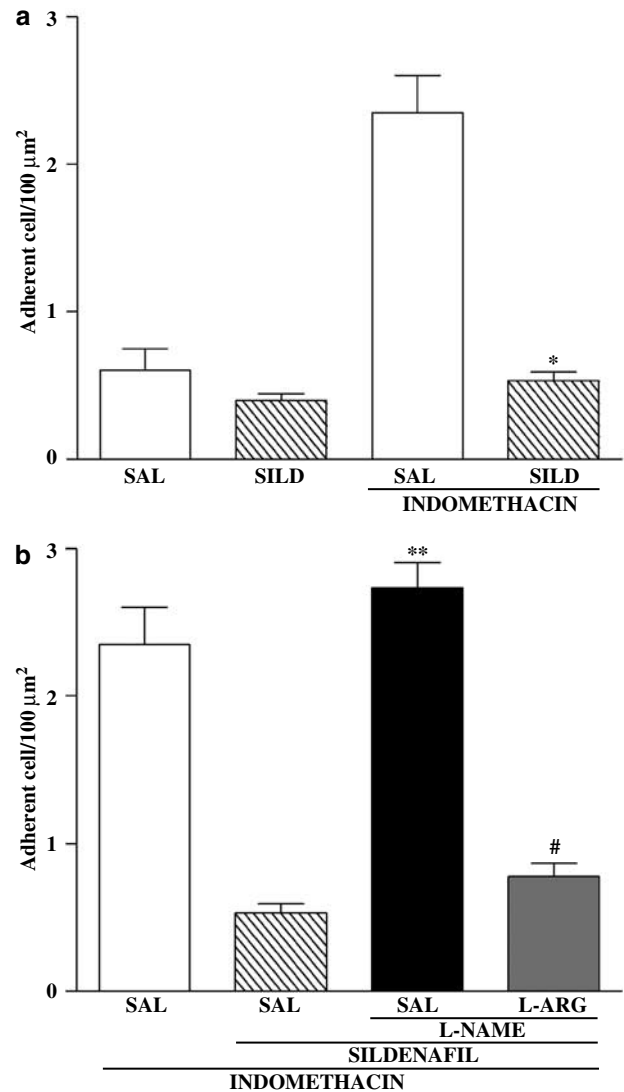 a
3
2
1
0
Adherent cell/100 μm²
*
SAL SILD SAL SILD
INDOMETHACIN
b
3
2
1
0
Adherent cell/100 μm²
**
#
SAL SAL SAL L-ARG
L-NAME
SILDENAFIL
INDOMETHACIN